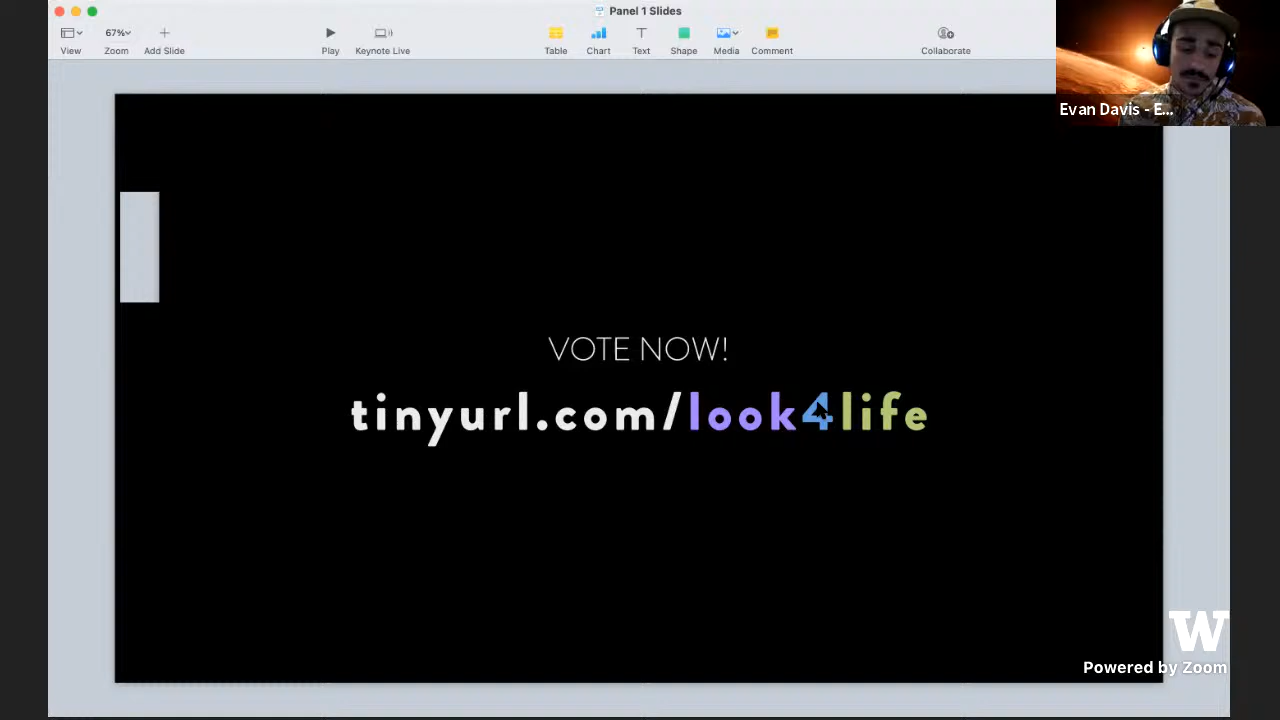 Panel 1 Slides
67%
View Zoom Add Slide Play Keynote Live Table Chart Text Shape Media Comment Collaborate
Evan Davis - E...
VOTE NOW!
tinyurl.com/look4life
W
Powered by Zoom